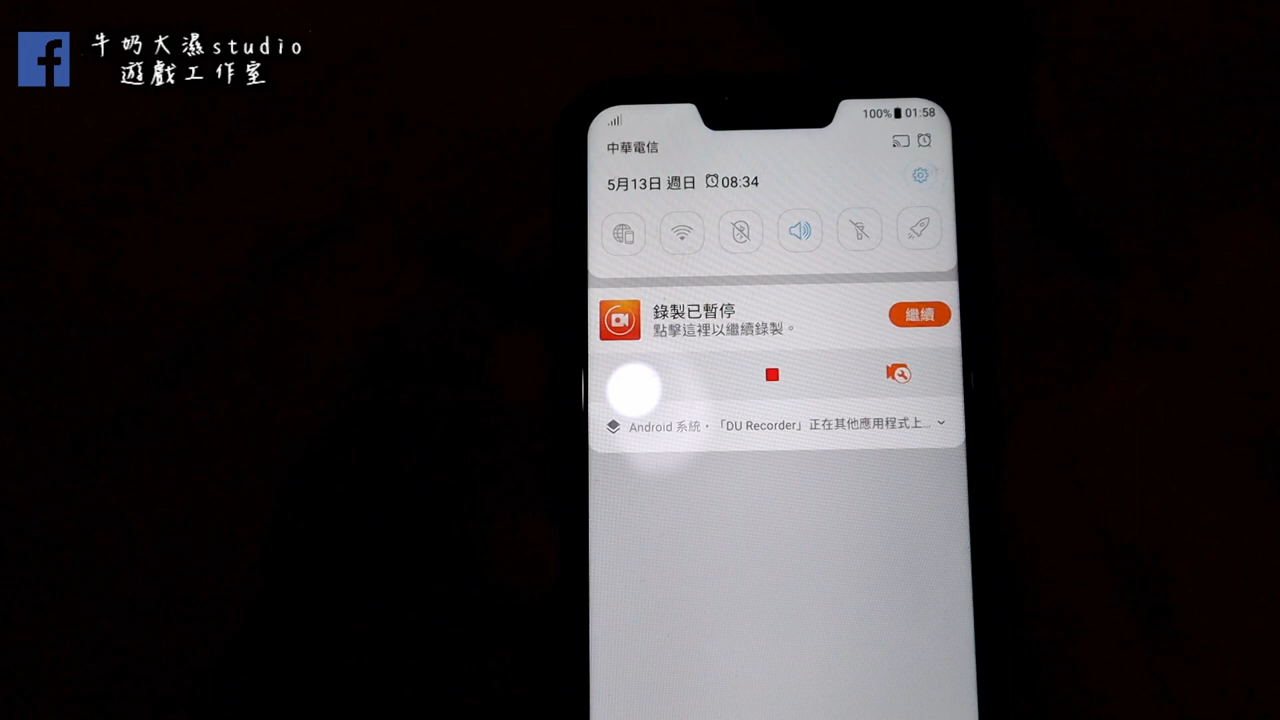 牛奶大濕studio
遊戲工作室
100% 01:58
中華電信
5月13日 週日 08:34
錄製已暫停
點擊這裡以繼續錄製。
繼續
Android 系統・「DU Recorder」正在其他應用程式上...